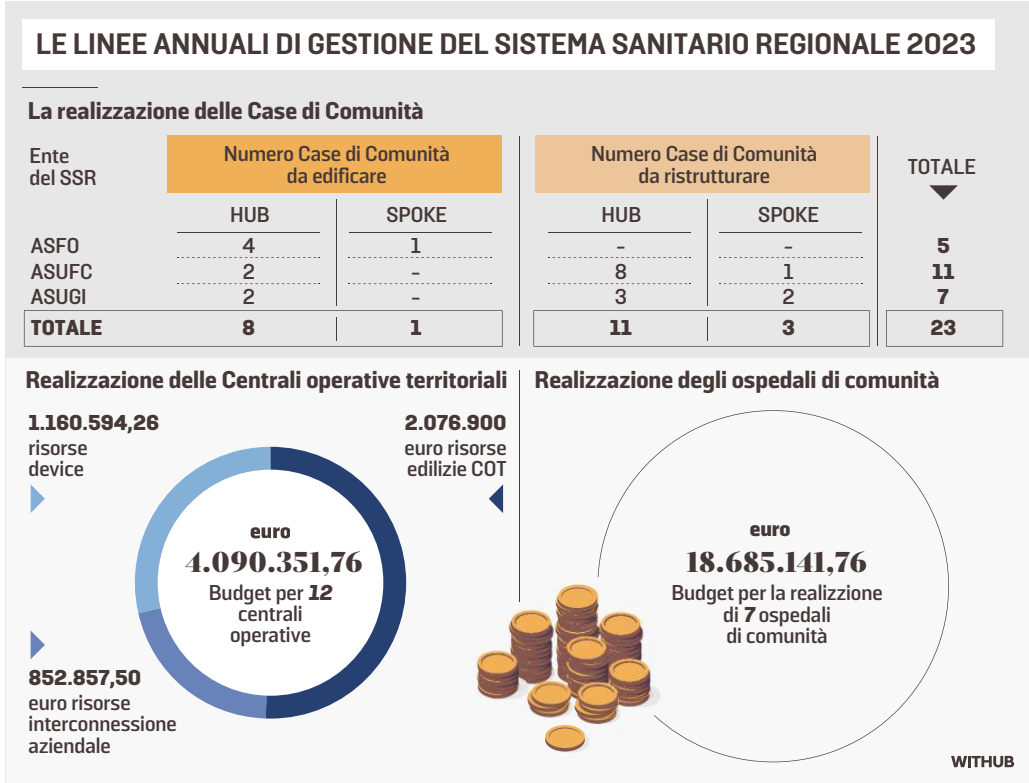 LE LINEE ANNUALI DI GESTIONE DEL SISTEMA SANITARIO REGIONALE 2023
La realizzazione delle Case di Comunità
Ente
del SSR
Numero Case di Comunità
da edificare
Numero Case di Comunità
da ristrutturare
TOTALE
HUB SPOKE HUB SPOKE
ASFO 4 1 - - 5
ASUFC 2 - 8 1 11
ASUGI 2 - 3 2 7
TOTALE 8 1 11 3 23
Realizzazione delle Centrali operative territoriali
1.160.594,26
risorse
device
2.076.900
euro risorse
edilizie COT
euro
4.090.351,76
Budget per 12
centrali
operative
852.857,50
euro risorse
interconnessione
aziendale
Realizzazione degli ospedali di comunità
euro
18.685.141,76
Budget per la realizzione
di 7 ospedali
di comunità
WITHUB